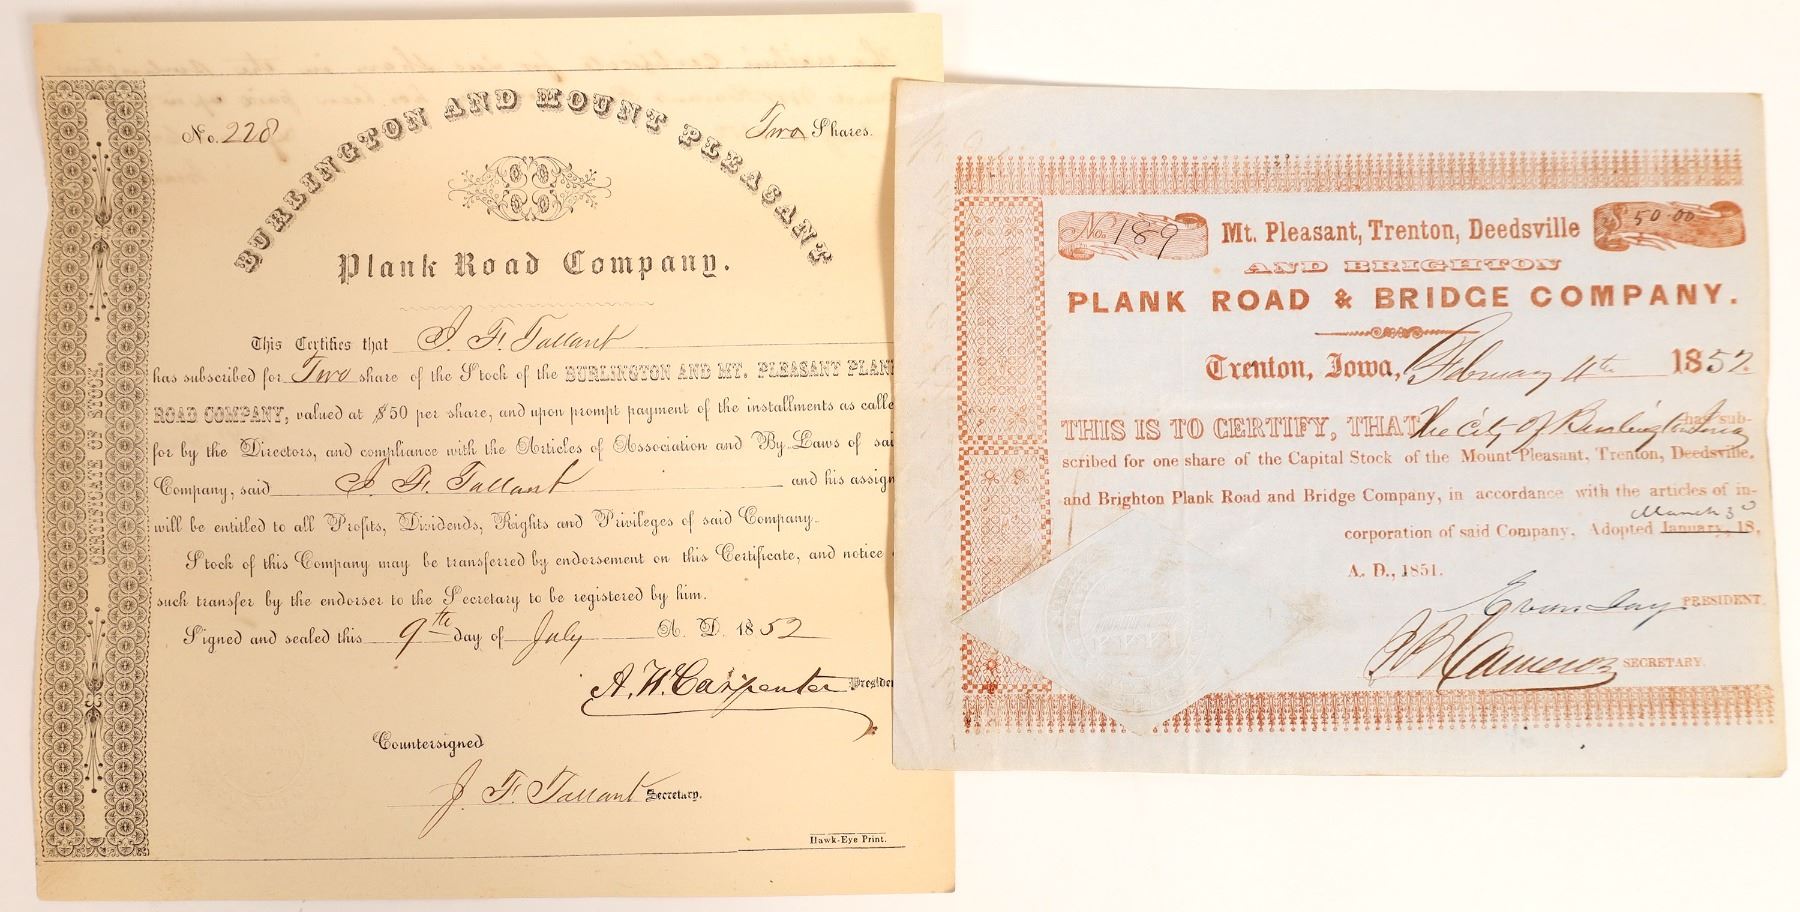 No. 228
Two Shares.
BURLINGTON AND MOUNT PLEASANT
Plank Road Company.
This Certifies that J. F. Tallant
has subscribed for Two share of the Stock of the BURLINGTON AND MT. PLEASANT PLAN
ROAD COMPANY, valued at $50 per share, and upon prompt payment of the installments as calle
for by the Directors, and compliance with the Articles of Association and By-Laws of sai
Company, said J. F. Tallant and his assign
will be entitled to all Profits, Dividends, Rights and Privileges of said Company.
Stock of this Company may be transferred by endorsement on this Certificate, and notice
such transfer by the endorser to the Secretary to be registered by him.
Signed and sealed this 9th day of July A. D. 1852
A. W. Carpenter Presiden
Countersigned
J. F. Tallant Secretary.
Hawk-Eye Print.
CERTIFICATE OF STOCK.
No. 189
$50.00
Mt. Pleasant, Trenton, Deedsville
AND BRIGHTON
PLANK ROAD & BRIDGE COMPANY.
Trenton, Iowa, February 11th 1852.
THIS IS TO CERTIFY, THAT The City Of Burlington Iowa has sub-
scribed for one share of the Capital Stock of the Mount Pleasant, Trenton, Deedsville,
and Brighton Plank Road and Bridge Company, in accordance with the articles of in-
March 30
corporation of said Company, Adopted January, 18,
A. D., 1851.
Evan Jay PRESIDENT.
Cameron SECRETARY.